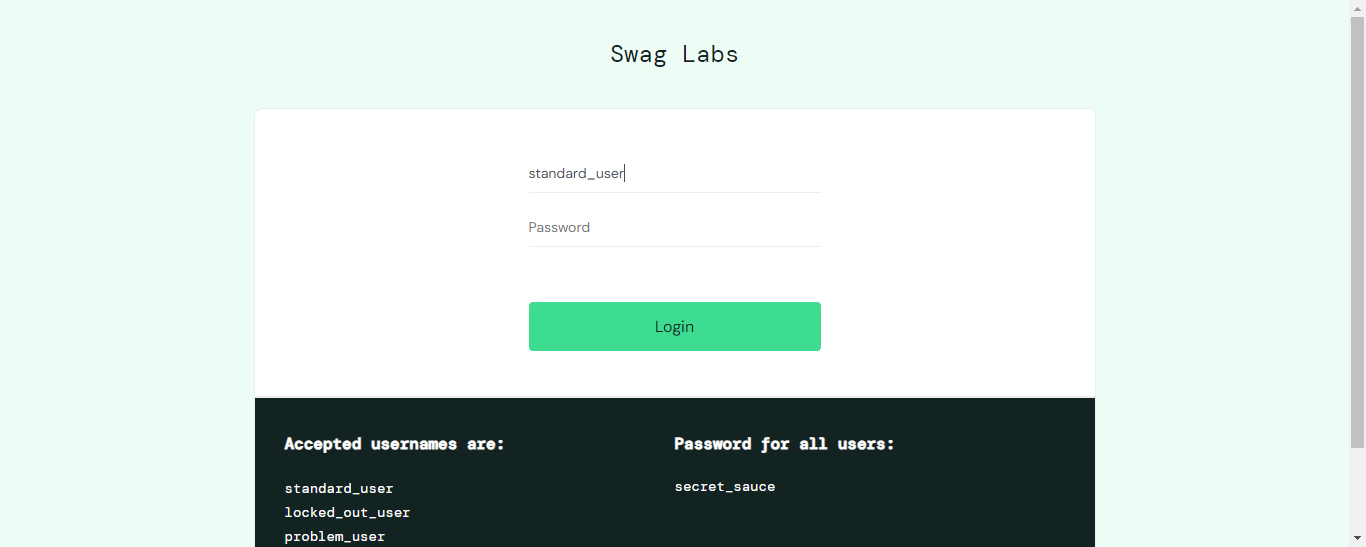 Swag Labs
standard_user
Password
Login
Accepted usernames are:
standard_user
locked_out_user
problem_user
Password for all users:
secret_sauce